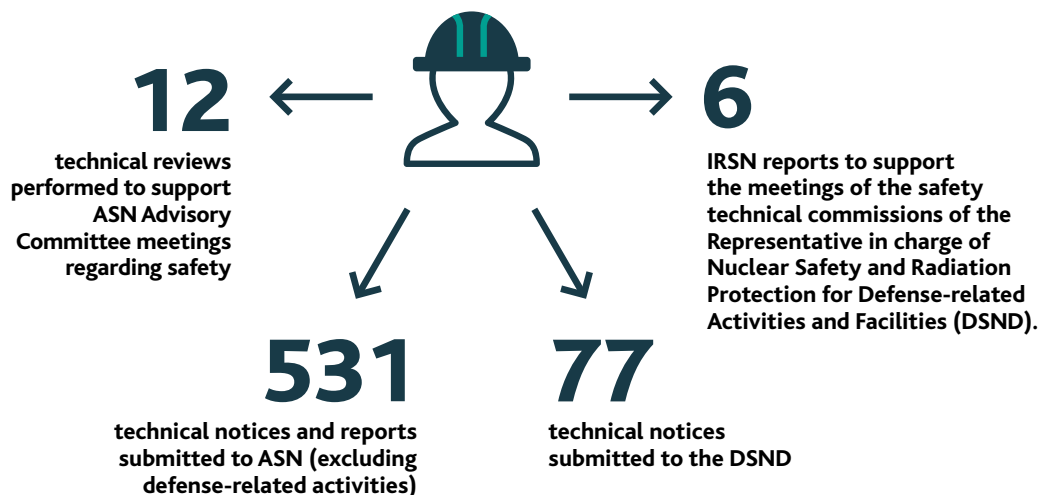 12
technical reviews
performed to support
ASN Advisory
Committee meetings
regarding safety
6
IRSN reports to support
the meetings of the safety
technical commissions of the
Representative in charge of
Nuclear Safety and Radiation
Protection for Defense-related
Activities and Facilities (DSND).
531
technical notices and reports
submitted to ASN (excluding
defense-related activities)
77
technical notices
submitted to the DSND